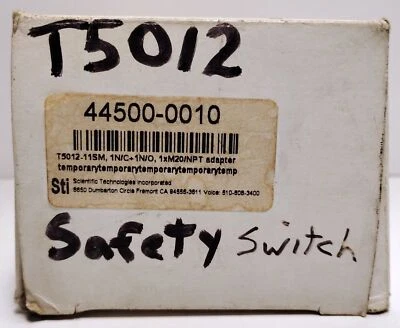 T5012
44500-0010
T5012-11SM, 1N/C+1N/O, 1xM20/NPT adapter
temporarytemporarytemporarytemporarytemp
Sti
Scientific Technologies Incorporated
6550 Dumbarton Circle Fremont CA 94555-3611 Voice: 510-608-3400
Safety Switch